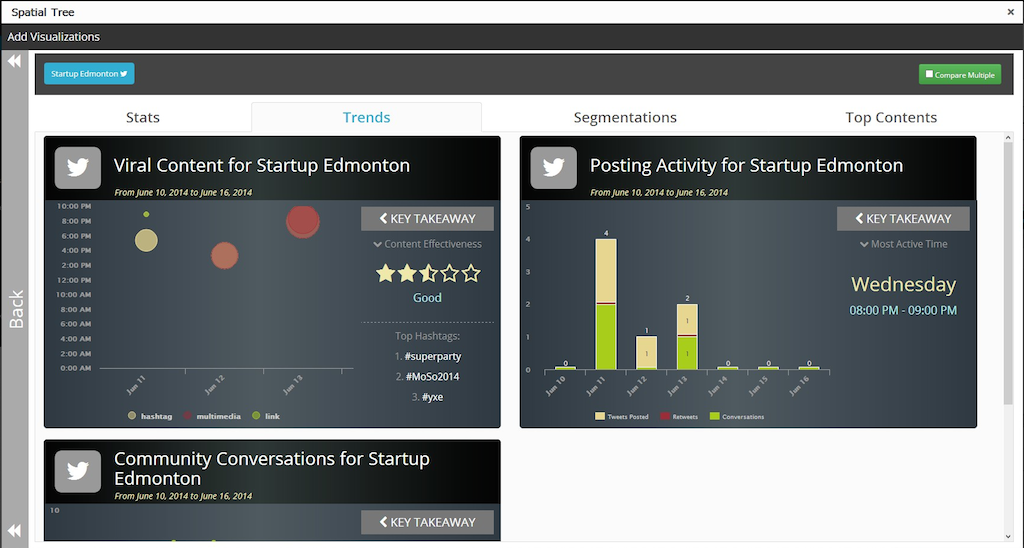 Spatial Tree
Add Visualizations
Back
Startup Edmonton
Compare Multiple
Stats
Trends
Segmentations
Top Contents
Viral Content for Startup Edmonton
From June 10, 2014 to June 16, 2014
10:00 PM
8:00 PM
6:00 PM
4:00 PM
2:00 PM
12:00 PM
10:00 AM
8:00 AM
6:00 AM
4:00 AM
2:00 AM
0:00 AM
Jun 11
Jun 12
Jun 13
hashtag
multimedia
link
KEY TAKEAWAY
Content Effectiveness
Good
Top Hashtags:
1. #superparty
2. #MoSo2014
3. #yxe
Posting Activity for Startup Edmonton
From June 10, 2014 to June 16, 2014
5
4
3
2
1
0
0
4
1
1
2
1
1
0
0
0
Jun 10
Jun 11
Jun 12
Jun 13
Jun 14
Jun 15
Jun 16
Tweets Posted
Retweets
Conversations
KEY TAKEAWAY
Most Active Time
Wednesday
08:00 PM - 09:00 PM
Community Conversations for Startup
Edmonton
From June 10, 2014 to June 16, 2014
10
KEY TAKEAWAY